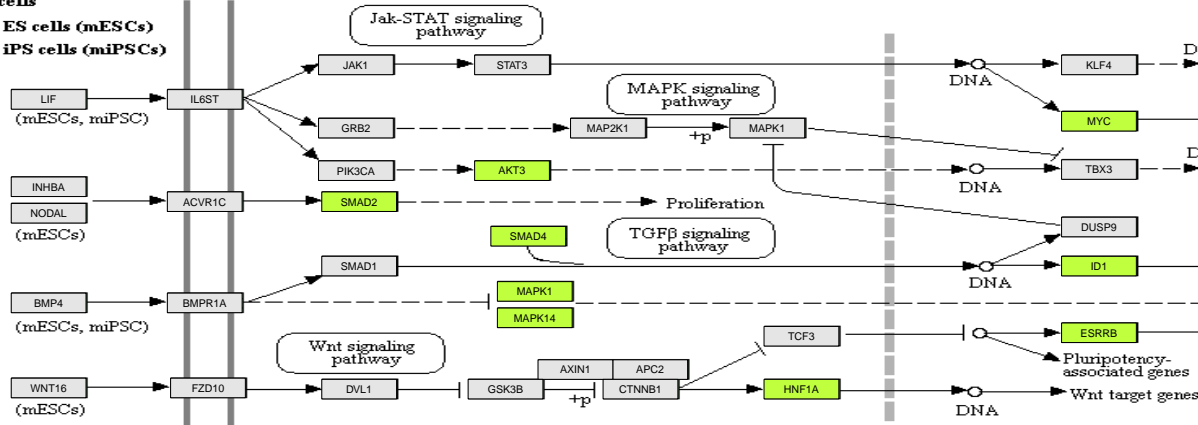 cells
ES cells (mESCs)
iPS cells (miPSCs)
Jak-STAT signaling
pathway
JAK1
STAT3
DNA
KLF4
D
LIF
(mESCs, miPSC)
IL6ST
MAPK signaling
pathway
GRB2
MAP2K1
+p
MAPK1
MYC
PIK3CA
AKT3
DNA
TBX3
D
INHBA
NODAL
(mESCs)
ACVR1C
SMAD2
Proliferation
SMAD4
TGFβ signaling
pathway
DUSP9
SMAD1
DNA
ID1
BMP4
(mESCs, miPSC)
BMPR1A
MAPK1
MAPK14
Wnt signaling
pathway
TCF3
ESRRB
Pluripotency-
associated genes
WNT16
(mESCs)
FZD10
DVL1
GSK3B
+p
AXIN1
APC2
CTNNB1
HNF1A
DNA
Wnt target genes